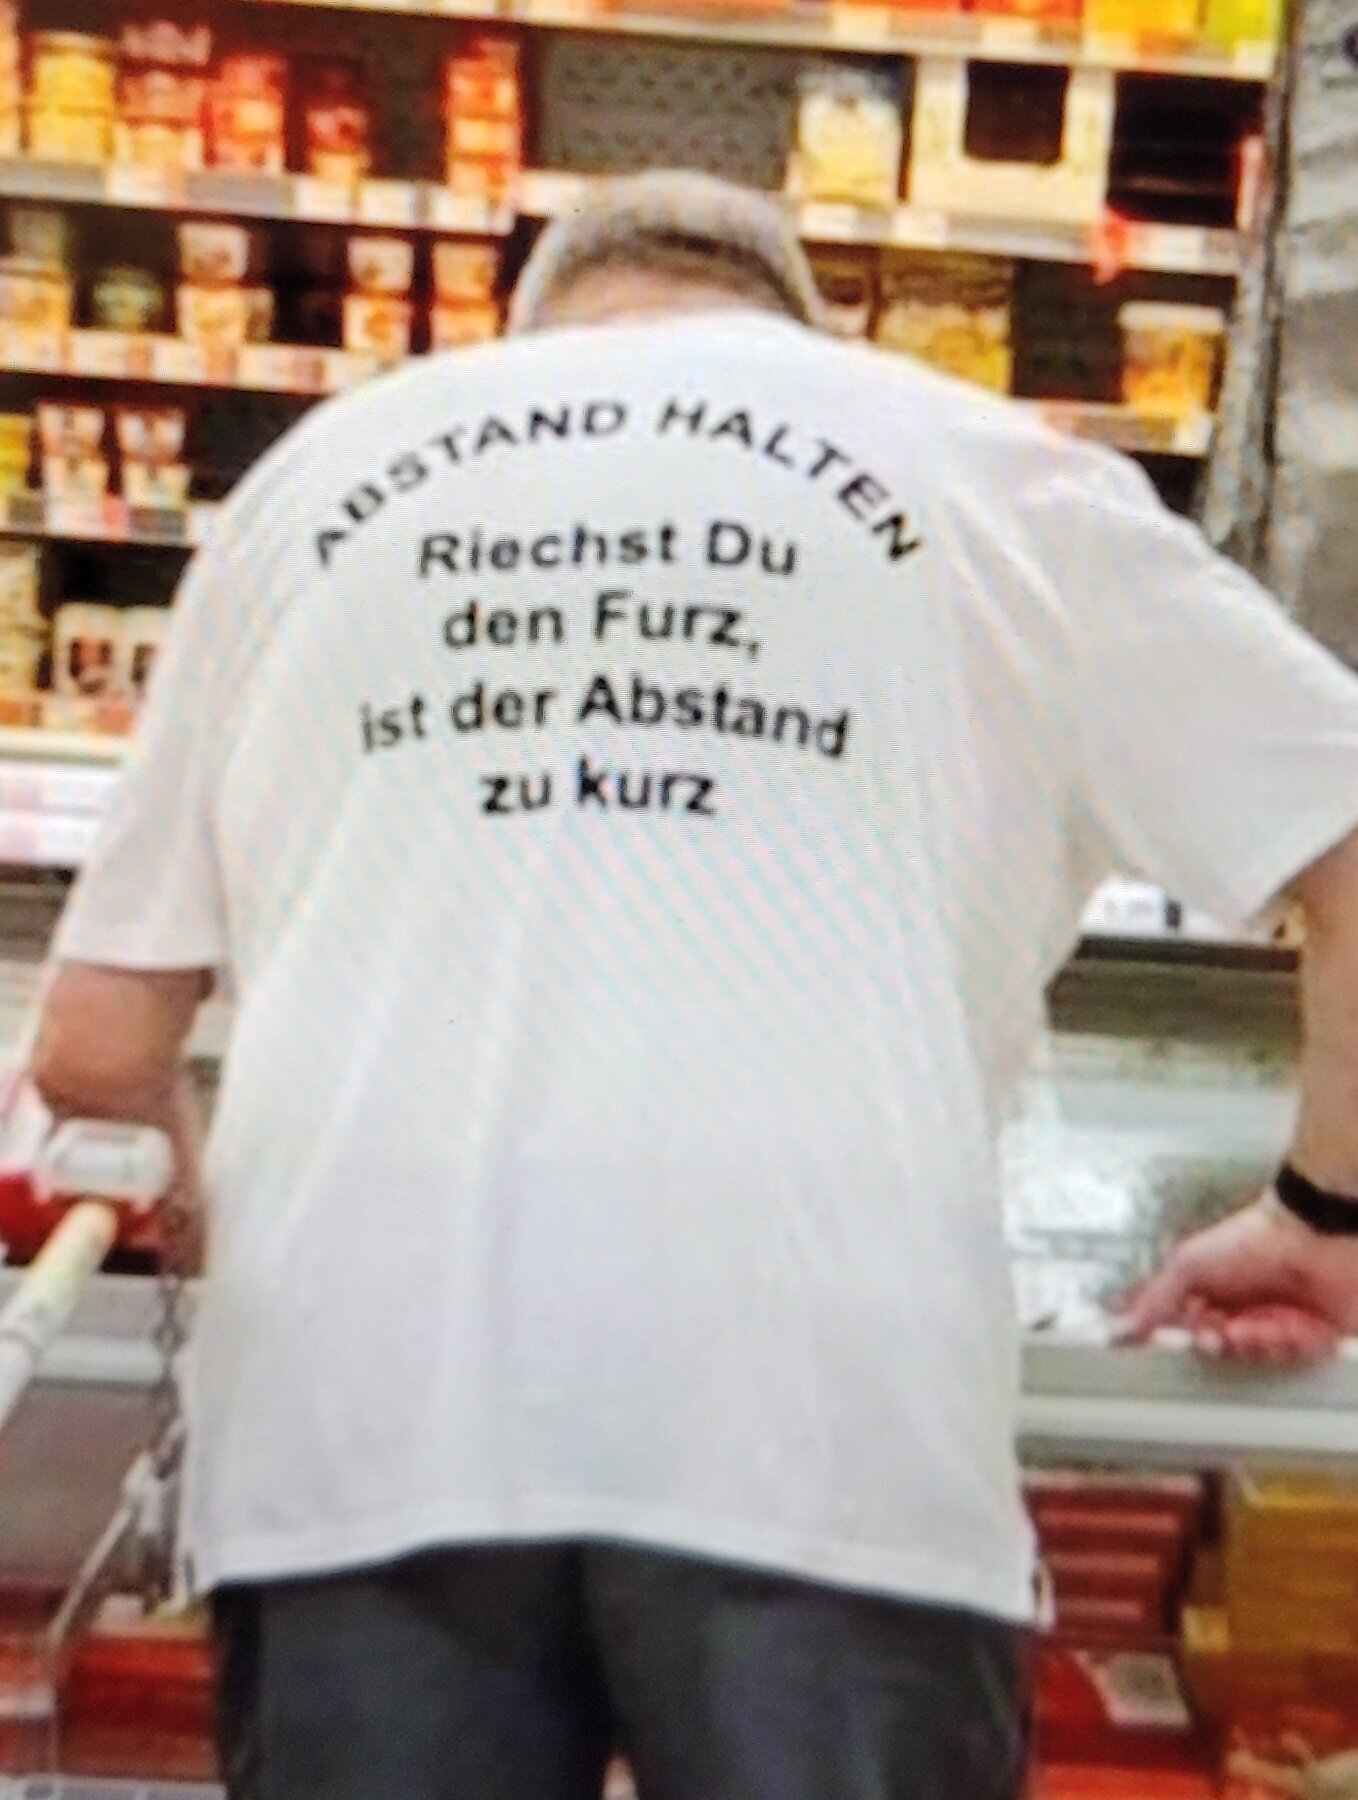 ABSTAND HALTEN
Riechst Du
den Furz,
ist der Abstand
zu kurz